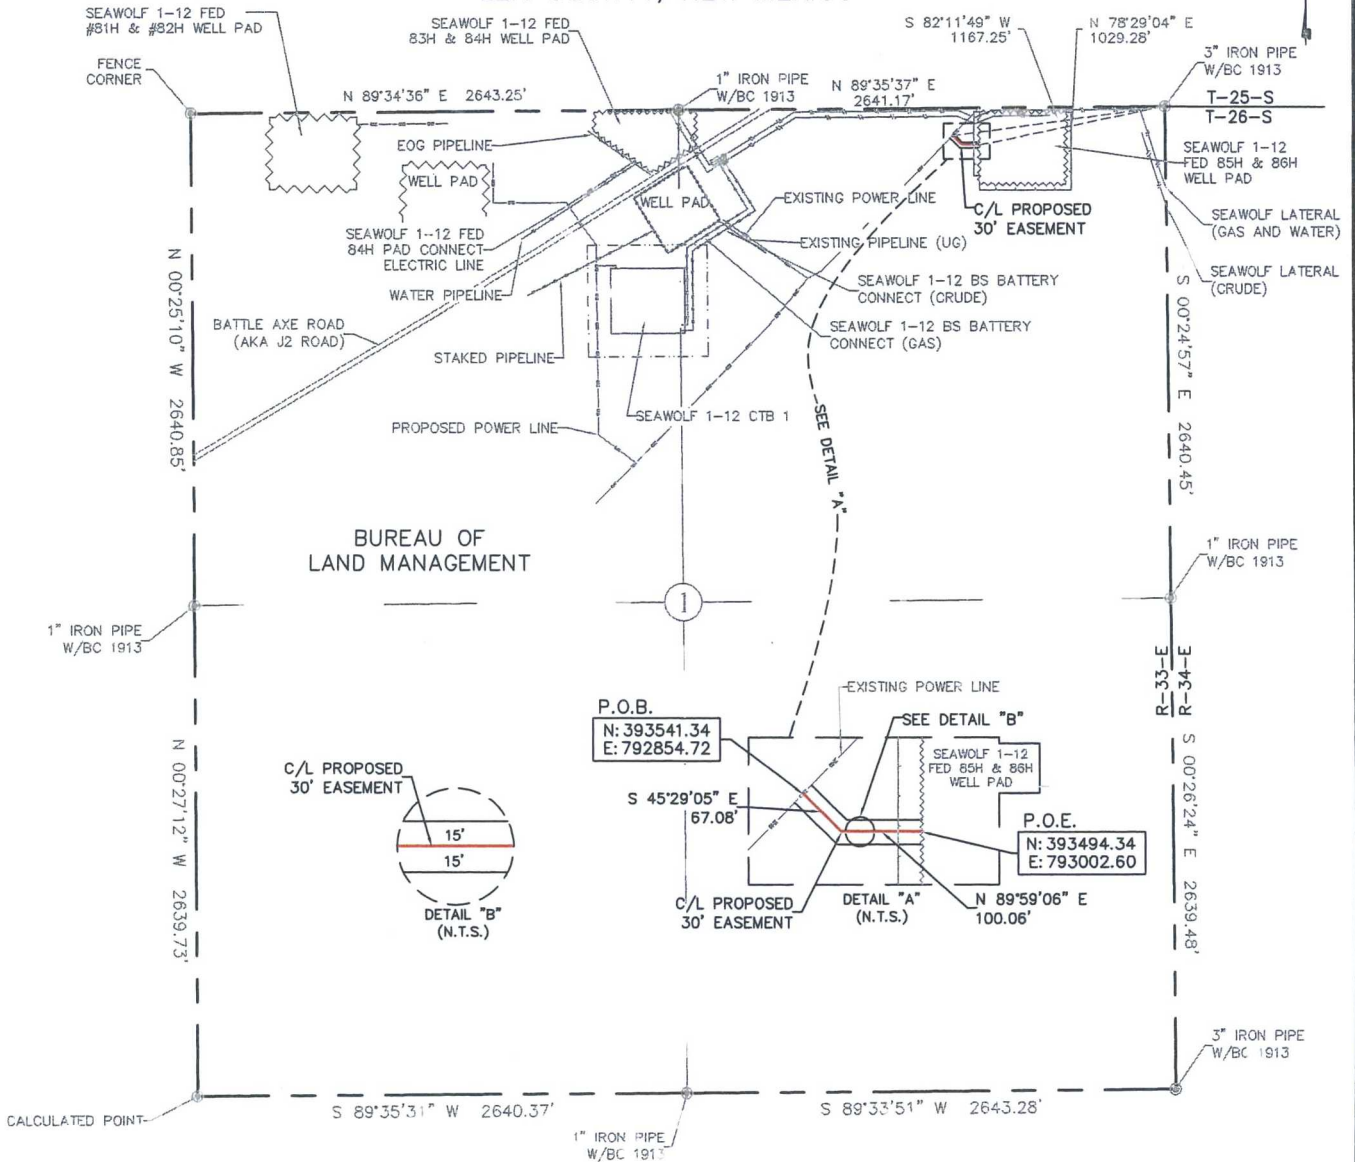 SEAWOLF 1-12 FED
#81H & #82H WELL PAD
SEAWOLF 1-12 FED
83H & 84H WELL PAD
S 82°11'49" W
1167.25'
N 78°29'04" E
1029.28'
FENCE
CORNER
3" IRON PIPE
W/BC 1913
1" IRON PIPE
W/BC 1913
N 89°34'36" E 2643.25'
N 89°35'37" E
2641.17'
T-25-S
T-26-S
EOG PIPELINE
WELL PAD
WELL PAD
SEAWOLF 1-12
FED 85H & 86H
WELL PAD
EXISTING POWER LINE
C/L PROPOSED
30' EASEMENT
SEAWOLF LATERAL
(GAS AND WATER)
SEAWOLF 1-12 FED
84H PAD CONNECT
ELECTRIC LINE
EXISTING PIPELINE (UG)
SEAWOLF LATERAL
(CRUDE)
WATER PIPELINE
SEAWOLF 1-12 BS BATTERY
CONNECT (CRUDE)
BATTLE AXE ROAD
(AKA J2 ROAD)
SEAWOLF 1-12 BS BATTERY
CONNECT (GAS)
STAKED PIPELINE
N 00°25'10" W 2640.85'
S 00°24'57" E 2640.45'
SEAWOLF 1-12 CTB 1
PROPOSED POWER LINE
SEE DETAIL "A"
BUREAU OF
LAND MANAGEMENT
1" IRON PIPE
W/BC 1913
1
1" IRON PIPE
W/BC 1913
R-33-E
R-34-E
EXISTING POWER LINE
P.O.B.
N: 393541.34
E: 792854.72
SEE DETAIL "B"
SEAWOLF 1-12
FED 85H & 86H
WELL PAD
C/L PROPOSED
30' EASEMENT
S 45°29'05" E
67.08'
15'
15'
P.O.E.
N: 393494.34
E: 793002.60
N 00°27'12" W 2639.73'
S 00°26'24" E 2639.48'
DETAIL "B"
(N.T.S.)
C/L PROPOSED
30' EASEMENT
DETAIL "A"
(N.T.S.)
N 89°59'06" E
100.06'
3" IRON PIPE
W/BC 1913
CALCULATED POINT
S 89°35'31" W 2640.37'
S 89°33'51" W 2643.28'
1" IRON PIPE
W/BC 1913